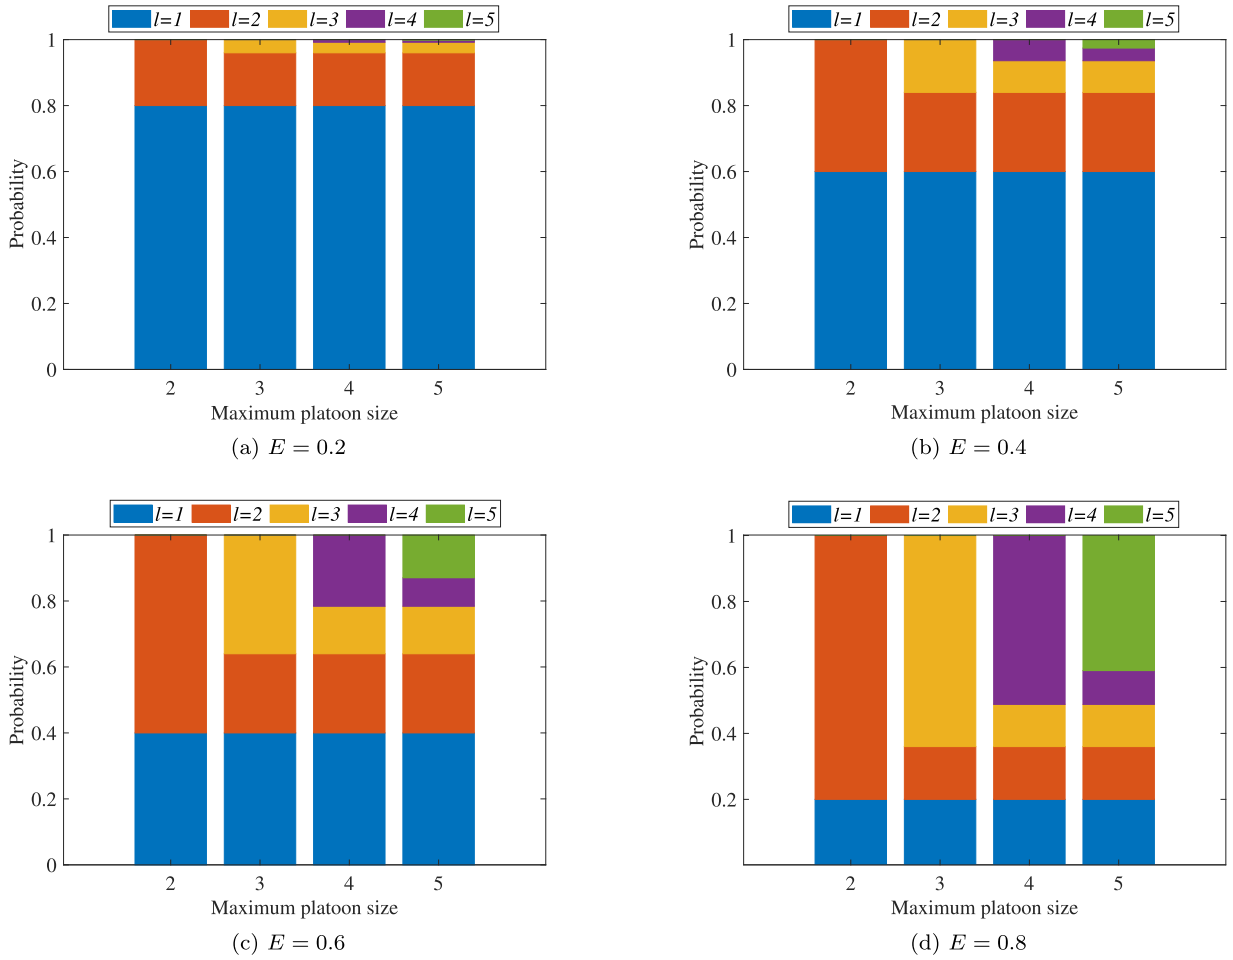 l=1 l=2 l=3 l=4 l=5
1
0.8
0.6
0.4
0.2
0
Probability
2 3 4 5
Maximum platoon size
(a) E = 0.2
l=1 l=2 l=3 l=4 l=5
1
0.8
0.6
0.4
0.2
0
Probability
2 3 4 5
Maximum platoon size
(b) E = 0.4
l=1 l=2 l=3 l=4 l=5
1
0.8
0.6
0.4
0.2
0
Probability
2 3 4 5
Maximum platoon size
(c) E = 0.6
l=1 l=2 l=3 l=4 l=5
1
0.8
0.6
0.4
0.2
Probability
2 3 4 5
Maximum platoon size
(d) E = 0.8